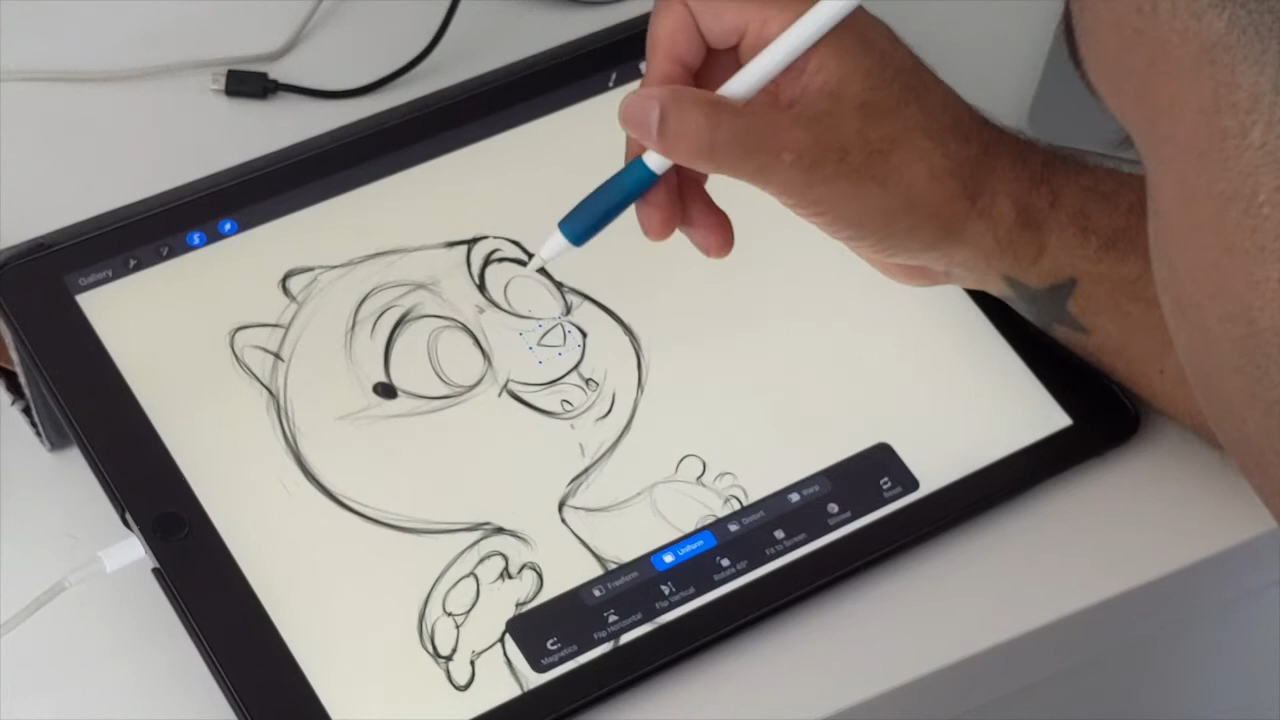 Gallery
Freeform
Uniform
Distort
Warp
Magnetics
Flip Horizontal
Flip Vertical
Rotate 45°
Fit to Screen
Bilinear
Reset